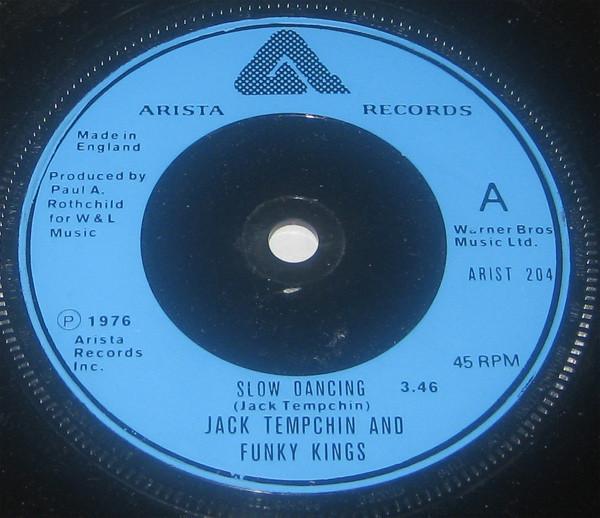 ARISTA RECORDS
Made in
England
Produced by
Paul A.
Rothchild
for W & L
Music
A
Warner Bros
Music Ltd.
ARIST 204
℗ 1976
Arista
Records
Inc.
45 RPM
SLOW DANCING 3.46
(Jack Tempchin)
JACK TEMPCHIN AND
FUNKY KINGS